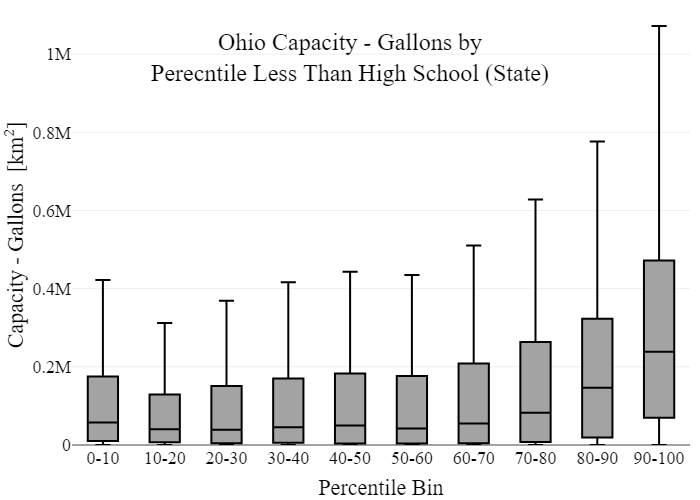 Ohio Capacity - Gallons by
Perecntile Less Than High School (State)
Capacity - Gallons [km²]
1M
0.8M
0.6M
0.4M
0.2M
0
0-10 10-20 20-30 30-40 40-50 50-60 60-70 70-80 80-90 90-100
Percentile Bin